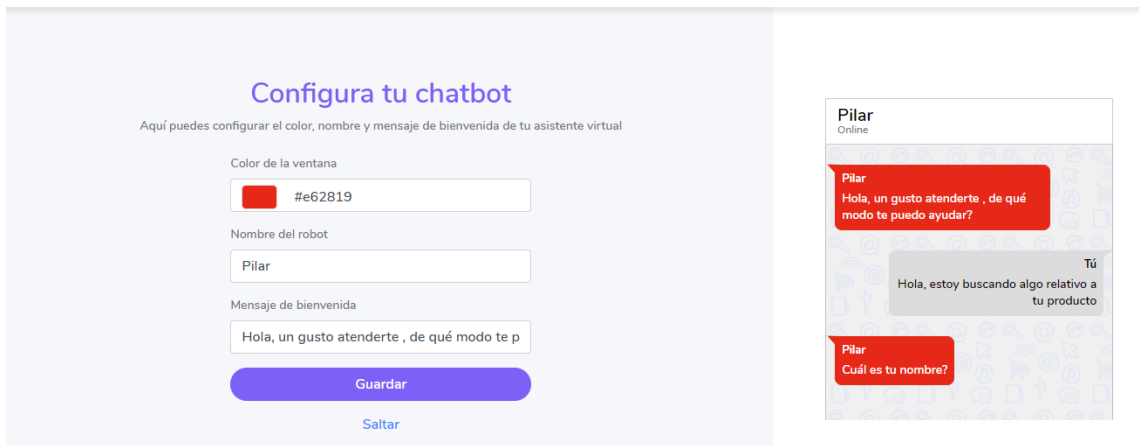 Configura tu chatbot
Aquí puedes configurar el color, nombre y mensaje de bienvenida de tu asistente virtual
Color de la ventana
#e62819
Nombre del robot
Pilar
Mensaje de bienvenida
Hola, un gusto atenderte , de qué modo te p
Guardar
Saltar
Pilar
Online
Pilar
Hola, un gusto atenderte , de qué
modo te puedo ayudar?
Tú
Hola, estoy buscando algo relativo a
tu producto
Pilar
Cuál es tu nombre?